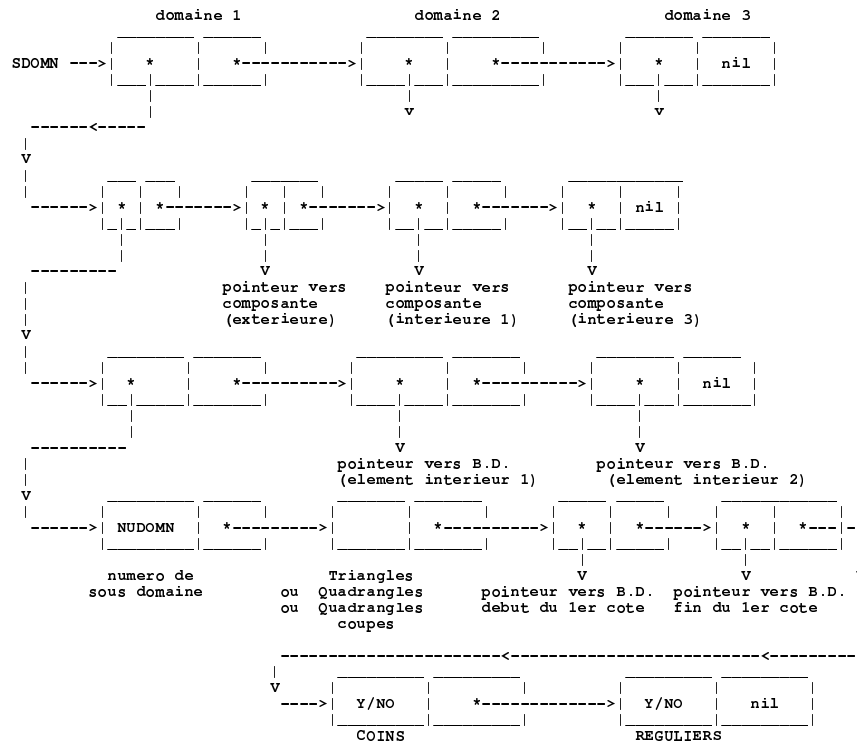 domaine 1 domaine 2 domaine 3
SDOMN --->| * | *----------->| * | *----------->| * | nil |
V V
------<-----
V
------>| * | *------->| * | *------->| * | *------->| * | nil |
--------- V V V
pointeur vers pointeur vers pointeur vers
composante composante composante
(exterieure) (interieure 1) (interieure 3)
V
------>| * | *---------->| * | *---------->| * | nil |
---------- V V
pointeur vers B.D. pointeur vers B.D.
(element interieur 1) (element interieur 2)
V
------>| NUDOMN | *--------->| | *---------->| * | *------>| * | *---|-
V V
numero de Triangles
sous domaine ou Quadrangles pointeur vers B.D. pointeur vers B.D.
ou Quadrangles debut du 1er cote fin du 1er cote
coupes
-----------------------<--------------------------<---------
V
---->| Y/NO | *------------->| Y/NO | nil |
COINS REGULIERS